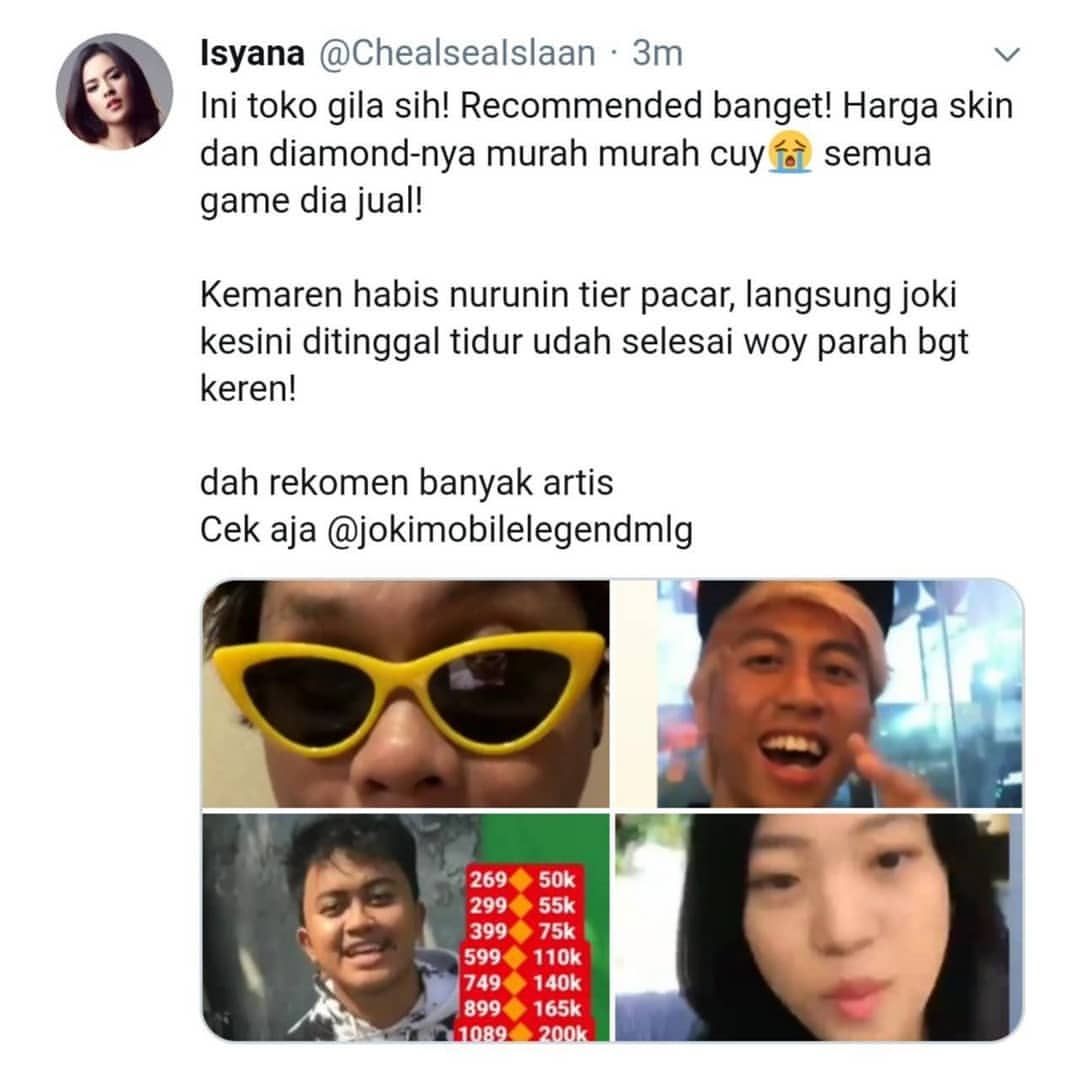 Isyana @ChealseaIslaan · 3m
Ini toko gila sih! Recommended banget! Harga skin
dan diamond-nya murah murah cuy😭 semua
game dia jual!
Kemaren habis nurunin tier pacar, langsung joki
kesini ditinggal tidur udah selesai woy parah bgt
keren!
dah rekomen banyak artis
Cek aja @jokimobilelegendmlg
269🔶 50k
299🔶 55k
399🔶 75k
599🔶 110k
749🔶 140k
899🔶 165k
1089🔶 200k